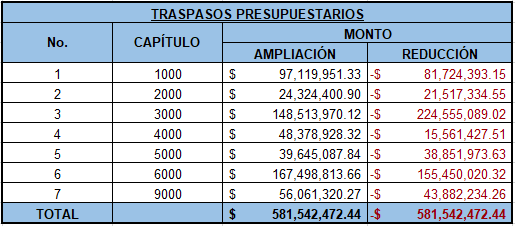 TRASPASOS PRESUPUESTARIOS
No. CAPÍTULO MONTO
AMPLIACIÓN REDUCCIÓN
1 1000 $ 97,119,951.33 -$ 81,724,393.15
2 2000 $ 24,324,400.90 -$ 21,517,334.55
3 3000 $ 148,513,970.12 -$ 224,555,089.02
4 4000 $ 48,378,928.32 -$ 15,561,427.51
5 5000 $ 39,645,087.84 -$ 38,851,973.63
6 6000 $ 167,498,813.66 -$ 155,450,020.32
7 9000 $ 56,061,320.27 -$ 43,882,234.26
TOTAL $ 581,542,472.44 -$ 581,542,472.44